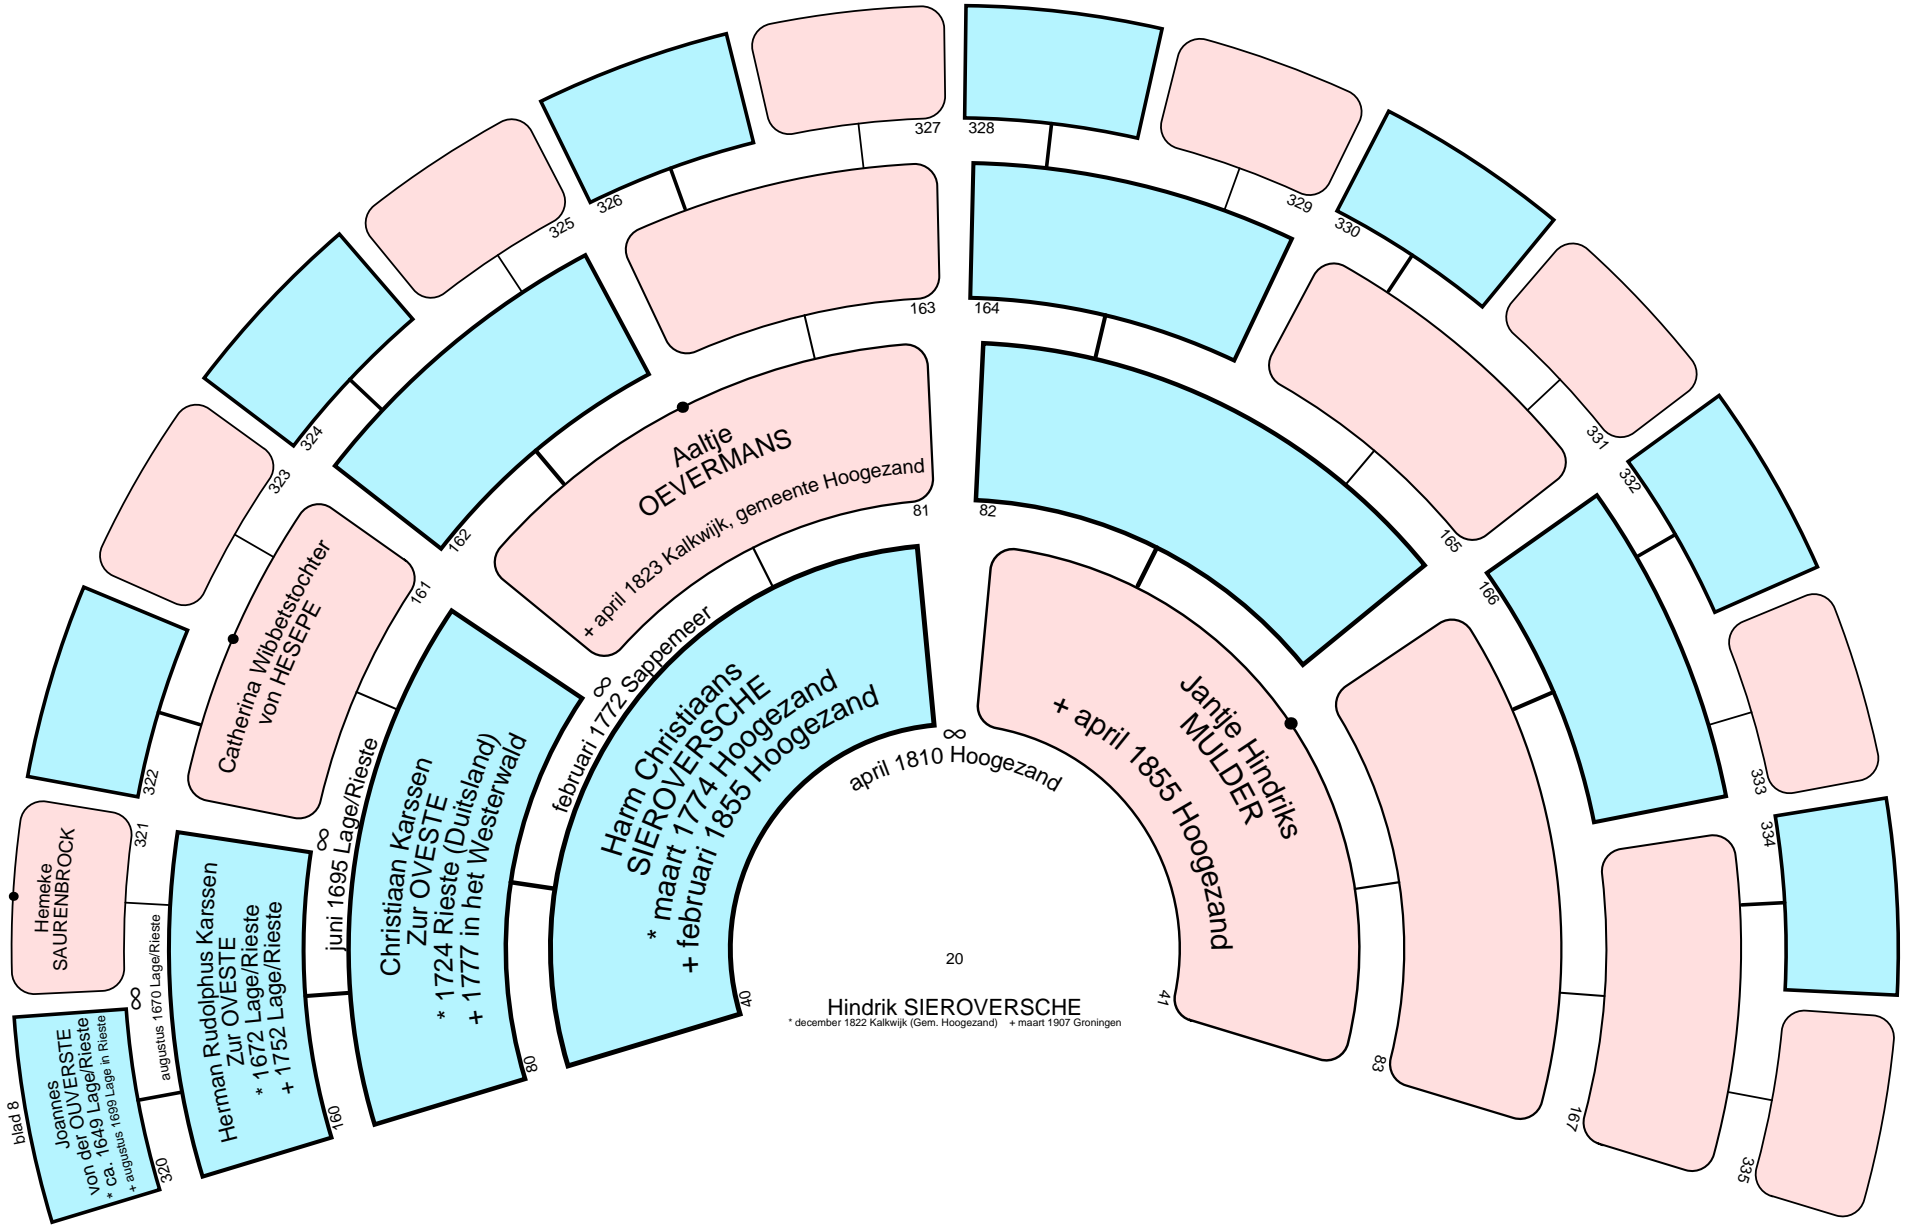 20
Hindrik SIEROVERSCHE
* december 1822 Kalkwijk (Gem. Hoogezand) + maart 1907 Groningen
Harm Christiaans
SIEROVERSCHE
* maart 1774 Hoogezand
+ februari 1855 Hoogezand
40
∞
april 1810 Hoogezand
Jantje Hindriks
MULDER
+ april 1855 Hoogezand
41
Christiaan Karssen
Zur OVESTE
* 1724 Rieste (Duitsland)
+ 1777 in het Westerwald
80
∞
februari 1772 Sappemeer
Aaltje
OEVERMANS
+ april 1823 Kalkwijk, gemeente Hoogezand
81
82
83
Herman Rudolphus Karssen
Zur OVESTE
* 1672 Lage/Rieste
+ 1752 Lage/Rieste
160
∞
juni 1695 Lage/Rieste
Catherina Wibbetstochter
von HESEPE
161
162
163
164
165
166
167
blad 8
Joannes
von der OUVERSTE
* ca. 1649 Lage/Rieste
+ augustus 1699 Lage in Rieste
320
∞
augustus 1670 Lage/Rieste
Hemeke
SAURENBROCK
321
322
323
324
325
326
327
328
329
330
331
332
333
334
335